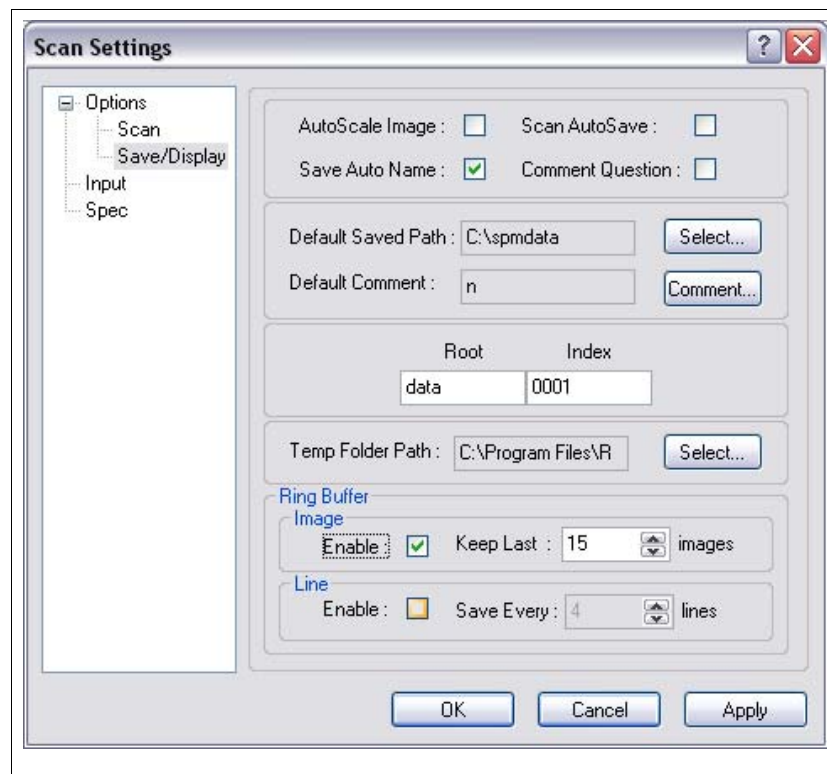 Scan Settings
Options
Scan
Save/Display
Input
Spec
AutoScale Image :
Scan AutoSave :
Save Auto Name :
Comment Question :
Default Saved Path : C:\spmdata Select...
Default Comment : n Comment...
Root Index
data 0001
Temp Folder Path : C:\Program Files\R Select...
Ring Buffer
Image
Enable : Keep Last : 15 images
Line
Enable : Save Every : 4 lines
OK Cancel Apply